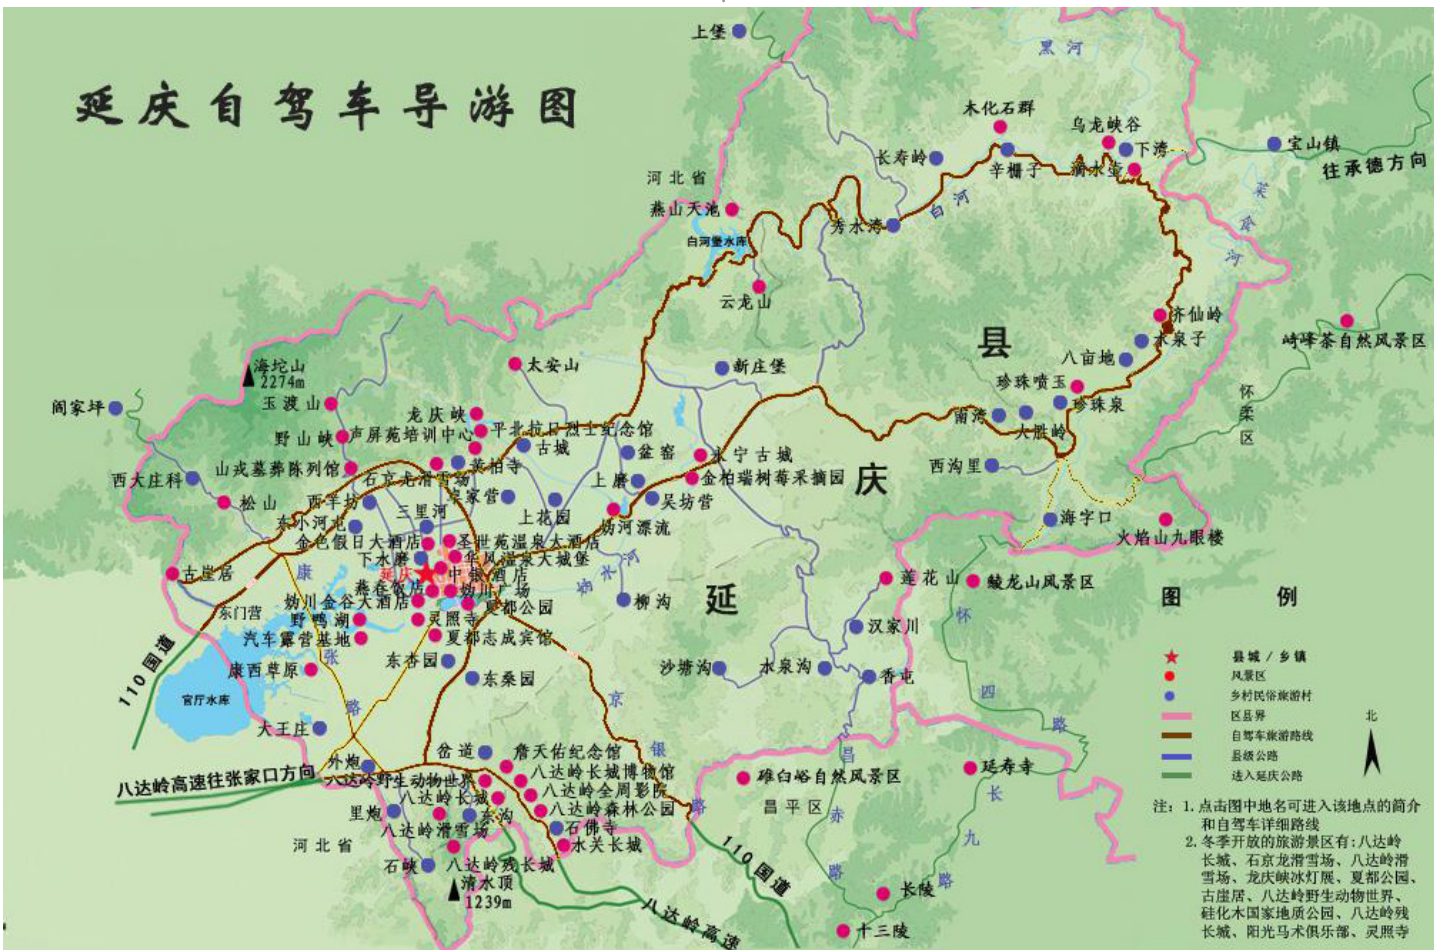 延庆自驾车导游图
上堡
黑河
木化石群
乌龙峡谷
下湾
宝山镇
往承德方向
长寿岭
辛栅子
滴水壶
河北省
燕山天池
白河
菜食河
秀水湾
白河堡水库
云龙山
齐仙岭
水泉子
崎峰茶自然风景区
县
海坨山
2274m
太安山
新庄堡
八亩地
珍珠喷玉
珍珠泉
怀柔区
阎家坪
玉渡山
龙庆峡
南湾
大胜岭
野山峡
声屏苑培训中心
平北抗日烈士纪念馆
古城
盆窑
永宁古城
山戎墓葬陈列馆
黄柏寺
西沟里
西大庄科
石京龙滑雪场
上磨
金柏瑞树莓采摘园
庆
松山
西羊坊
吴坊营
三里河
上花园
妫河漂流
东小河屯
海字口
火焰山九眼楼
金色假日大酒店
圣世苑温泉大酒店
下水磨
华风温泉大城堡
古崖居
延庆
中银酒店
康张路
妫水河
莲花山
鞍龙山风景区
燕春饭店
妫川广场
延
图例
妫川金谷大酒店
夏都公园
柳沟
东门营
野鸭湖
灵照寺
汉家川
怀四路
汽车露营基地
夏都志成宾馆
县城/乡镇
110国道
康西草原
东杏园
沙塘沟
水泉沟
香屯
风景区
官厅水库
东桑园
乡村民俗旅游村
京银路
区县界
北
大王庄
自驾车旅游路线
岔道
詹天佑纪念馆
昌赤路
县级公路
外炮
八达岭长城博物馆
延寿寺
进入延庆公路
八达岭高速往张家口方向
八达岭野生动物世界
八达岭全周影院
碓臼峪自然风景区
八达岭长城
八达岭森林公园
昌平区
长九路
里炮
东沟
石佛寺
八达岭滑雪场
河北省
水关长城
石峡
八达岭残长城
110国道
清水顶
1239m
长陵
八达岭高速
十三陵
注: 1.点击图中地名可进入该地点的简介
和自驾车详细路线
2.冬季开放的旅游景区有:八达岭
长城、石京龙滑雪场、八达岭滑
雪场、龙庆峡冰灯展、夏都公园、
古崖居、八达岭野生动物世界、
硅化木国家地质公园、八达岭残
长城、阳光马术俱乐部、灵照寺